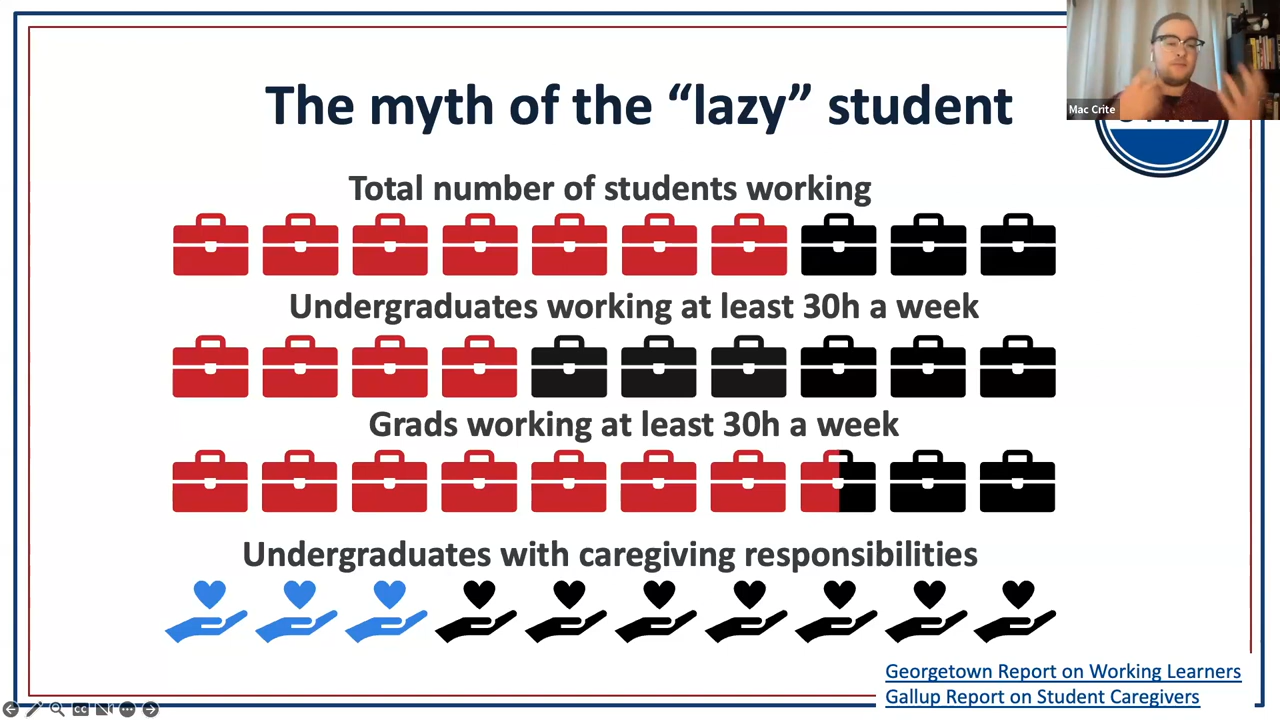 The myth of the “lazy” student
Mac Crite
Total number of students working
Undergraduates working at least 30h a week
Grads working at least 30h a week
Undergraduates with caregiving responsibilities
Georgetown Report on Working Learners
Gallup Report on Student Caregivers
CC